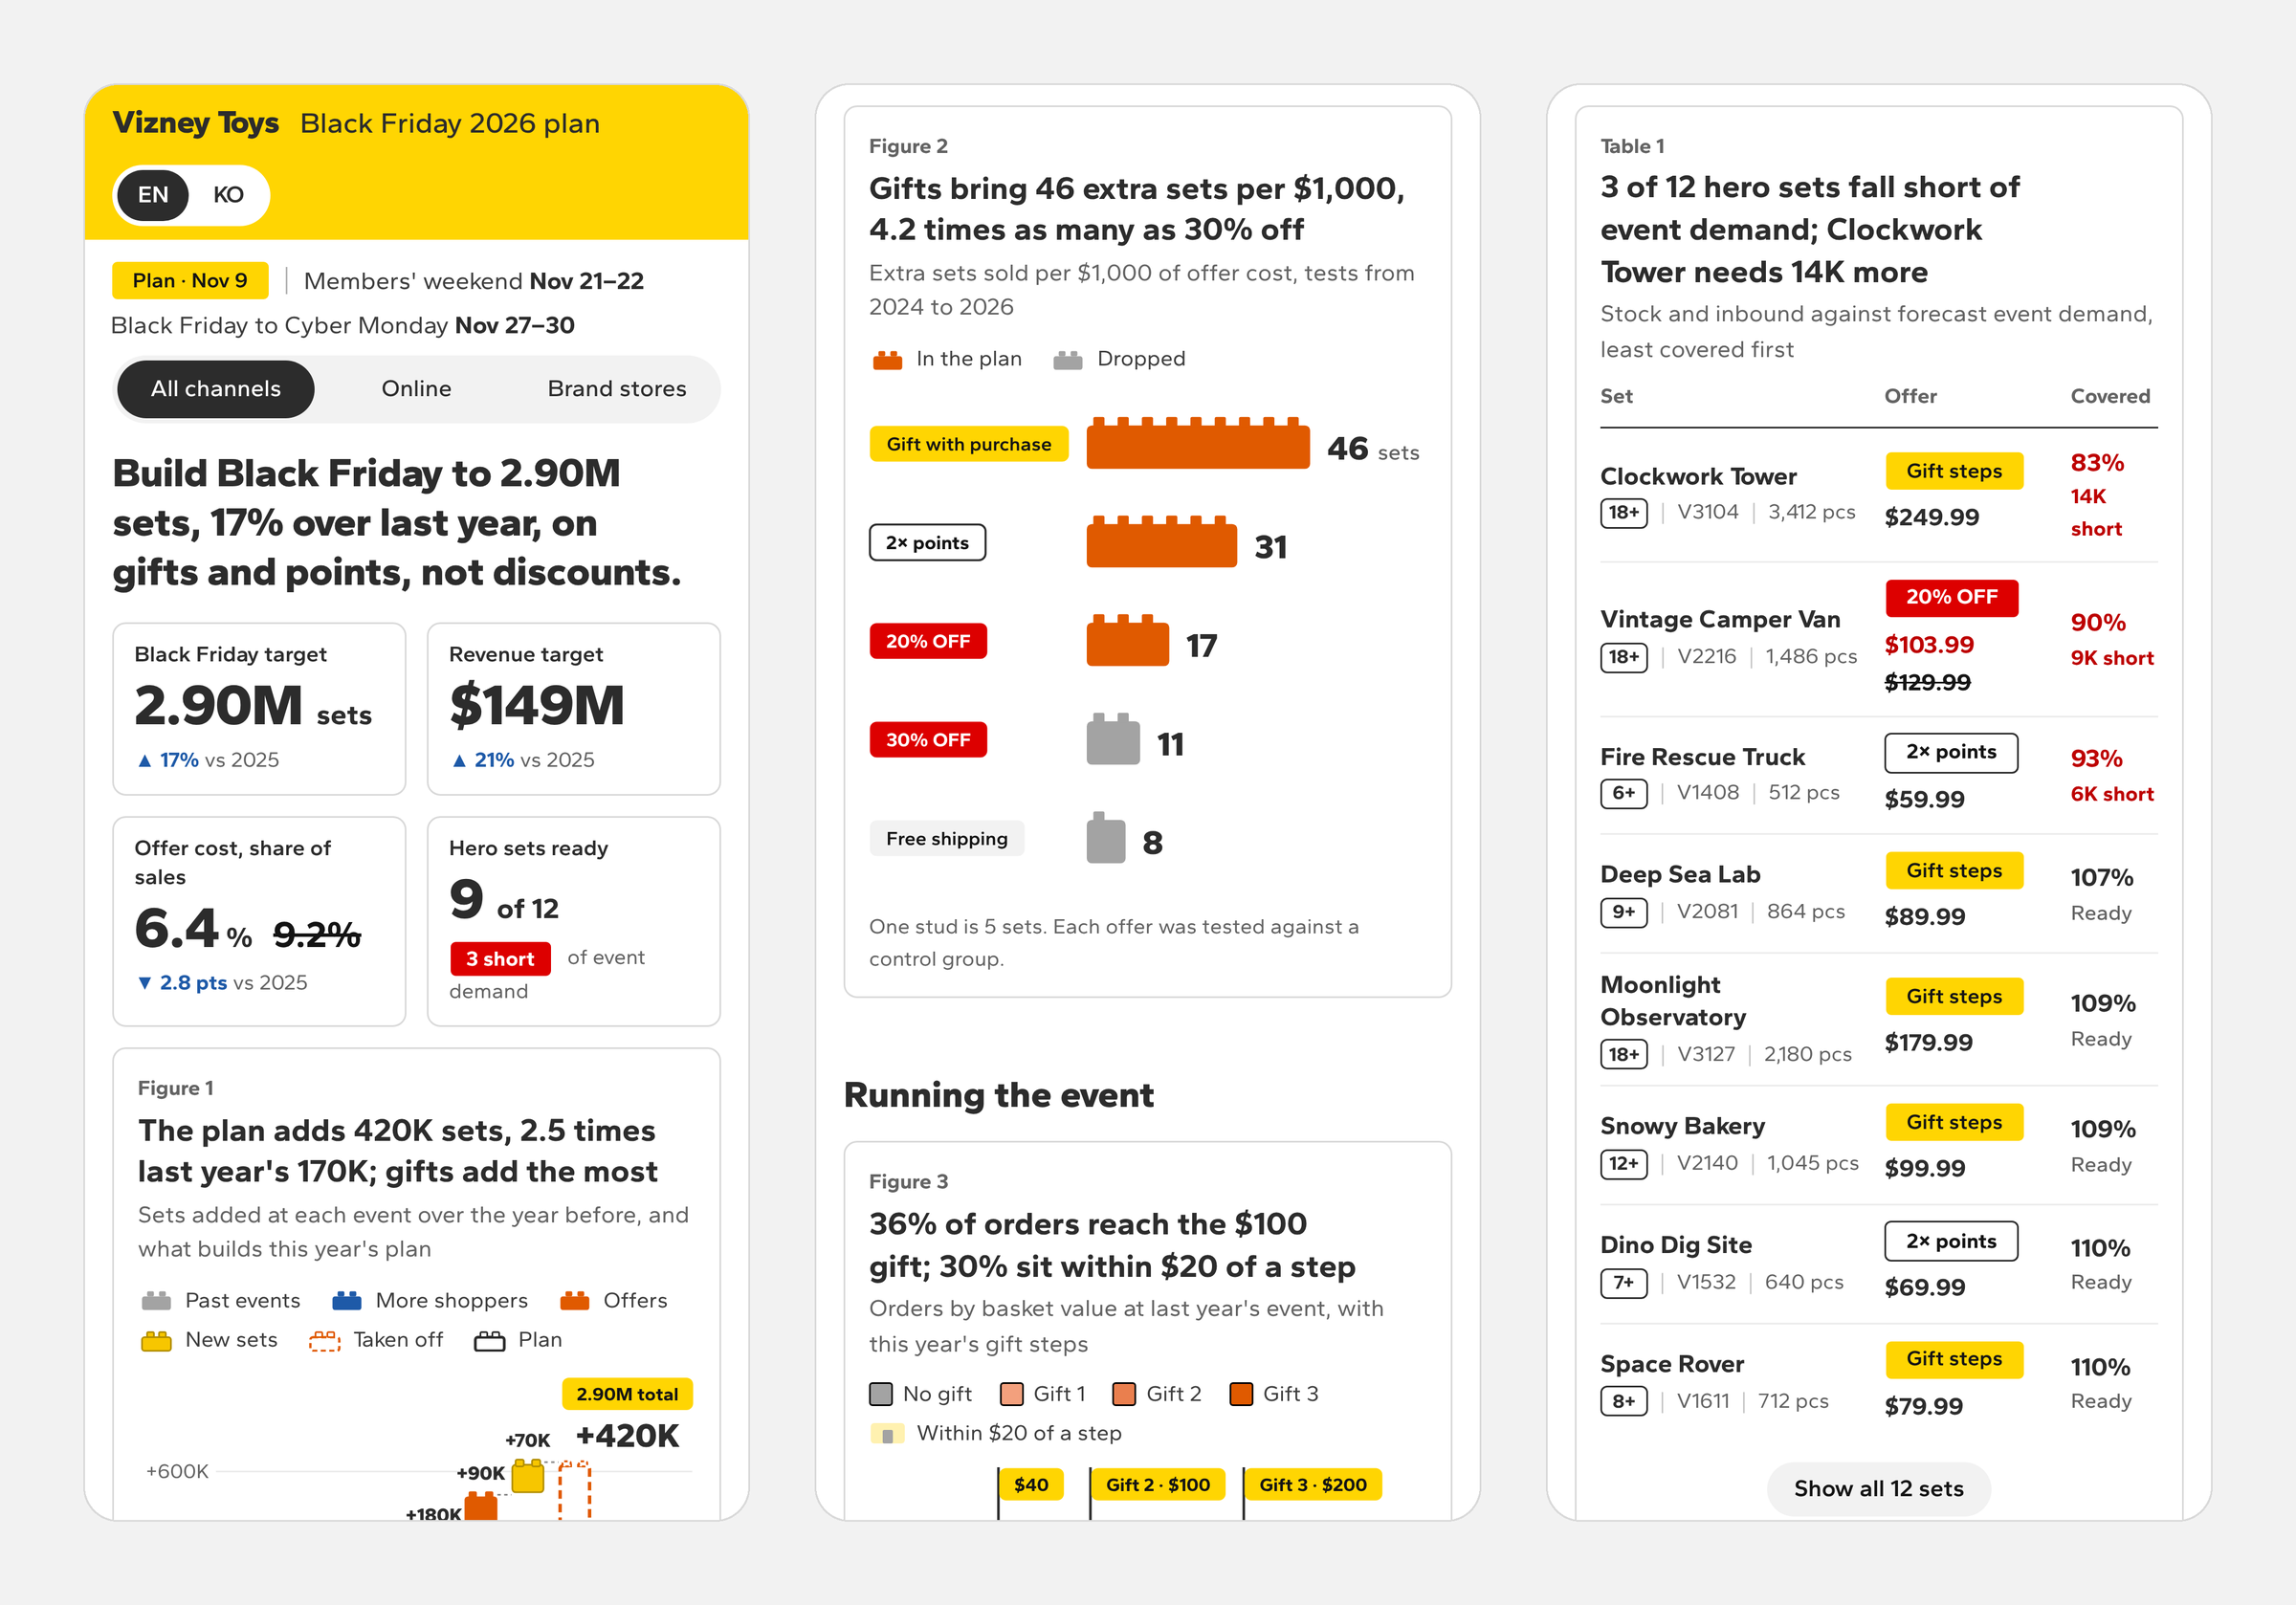 Vizney Toys Black Friday 2026 plan
EN KO
Plan · Nov 9 Members' weekend Nov 21–22
Black Friday to Cyber Monday Nov 27–30
All channels Online Brand stores
Build Black Friday to 2.90M
sets, 17% over last year, on
gifts and points, not discounts.
Black Friday target
2.90M sets
▲ 17% vs 2025
Revenue target
$149M
▲ 21% vs 2025
Offer cost, share of
sales
6.4 % 9.2%
▼ 2.8 pts vs 2025
Hero sets ready
9 of 12
3 short of event
demand
Figure 1
The plan adds 420K sets, 2.5 times
last year's 170K; gifts add the most
Sets added at each event over the year before, and
what builds this year's plan
Past events More shoppers Offers
New sets Taken off Plan
2.90M total
+420K
+70K
+90K
+600K
+180K
Figure 2
Gifts bring 46 extra sets per $1,000,
4.2 times as many as 30% off
Extra sets sold per $1,000 of offer cost, tests from
2024 to 2026
In the plan Dropped
Gift with purchase 46 sets
2× points 31
20% OFF 17
30% OFF 11
Free shipping 8
One stud is 5 sets. Each offer was tested against a
control group.
Running the event
Figure 3
36% of orders reach the $100
gift; 30% sit within $20 of a step
Orders by basket value at last year's event, with
this year's gift steps
No gift Gift 1 Gift 2 Gift 3
Within $20 of a step
$40 Gift 2 · $100 Gift 3 · $200
Table 1
3 of 12 hero sets fall short of
event demand; Clockwork
Tower needs 14K more
Stock and inbound against forecast event demand,
least covered first
Set Offer Covered
Clockwork Tower
18+ V3104 3,412 pcs
Gift steps
$249.99
83%
14K
short
Vintage Camper Van
18+ V2216 1,486 pcs
20% OFF
$103.99
$129.99
90%
9K short
Fire Rescue Truck
6+ V1408 512 pcs
2× points
$59.99
93%
6K short
Deep Sea Lab
9+ V2081 864 pcs
Gift steps
$89.99
107%
Ready
Moonlight
Observatory
18+ V3127 2,180 pcs
Gift steps
$179.99
109%
Ready
Snowy Bakery
12+ V2140 1,045 pcs
Gift steps
$99.99
109%
Ready
Dino Dig Site
7+ V1532 640 pcs
2× points
$69.99
110%
Ready
Space Rover
8+ V1611 712 pcs
Gift steps
$79.99
110%
Ready
Show all 12 sets